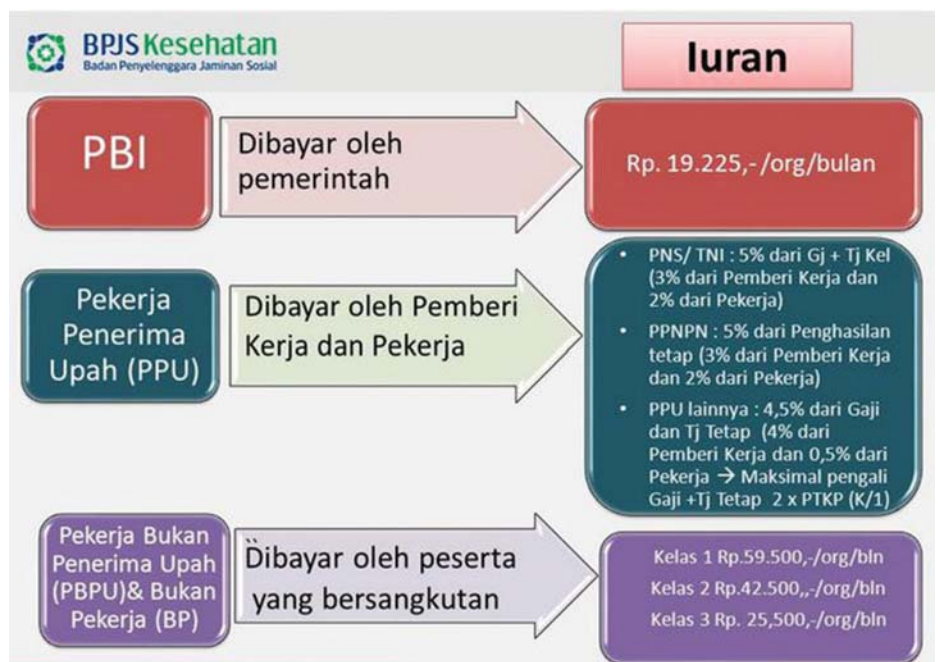 BPJS Kesehatan
Badan Penyelenggara Jaminan Sosial
Iuran
PBI
Dibayar oleh
pemerintah
Rp. 19.225,-/org/bulan
Pekerja
Penerima
Upah (PPU)
Dibayar oleh Pemberi
Kerja dan Pekerja
• PNS/ TNI : 5% dari Gj + Tj Kel
(3% dari Pemberi Kerja dan
2% dari Pekerja)
• PPNPN : 5% dari Penghasilan
tetap (3% dari Pemberi Kerja
dan 2% dari Pekerja)
• PPU lainnya : 4,5% dari Gaji
dan Tj Tetap (4% dari
Pemberi Kerja dan 0,5% dari
Pekerja → Maksimal pengali
Gaji +Tj Tetap 2 x PTKP (K/1)
Pekerja Bukan
Penerima Upah
(PBPU)& Bukan
Pekerja (BP)
``Dibayar oleh peserta
yang bersangkutan
Kelas 1 Rp.59.500,-/org/bln
Kelas 2 Rp.42.500,,-/org/bln
Kelas 3 Rp. 25,500,-/org/bln